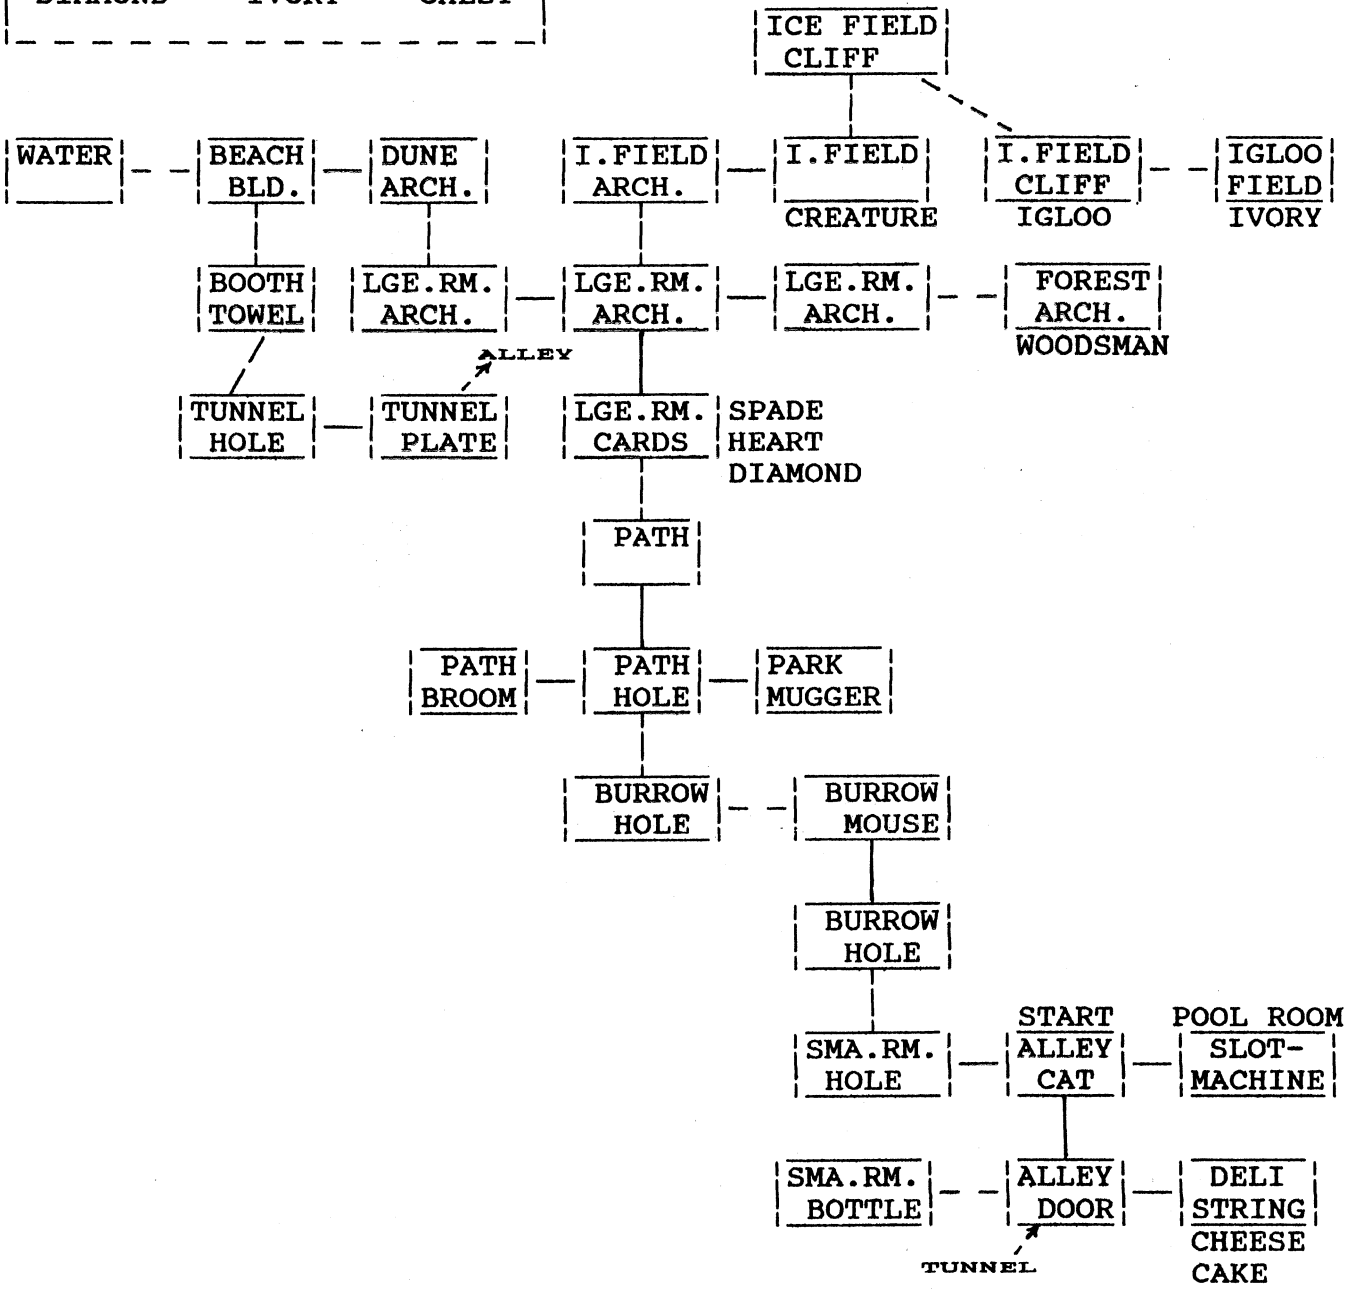 DIAMOND IVORY CHEST
ICE FIELD
CLIFF
WATER
BEACH
BLD.
DUNE
ARCH.
I.FIELD
ARCH.
I.FIELD
CREATURE
I.FIELD
CLIFF
IGLOO
IGLOO
FIELD
IVORY
BOOTH
TOWEL
LGE.RM.
ARCH.
LGE.RM.
ARCH.
LGE.RM.
ARCH.
FOREST
ARCH.
WOODSMAN
ALLEY
TUNNEL
HOLE
TUNNEL
PLATE
LGE.RM.
CARDS
SPADE
HEART
DIAMOND
PATH
PATH
BROOM
PATH
HOLE
PARK
MUGGER
BURROW
HOLE
BURROW
MOUSE
BURROW
HOLE
SMA.RM.
HOLE
START
ALLEY
CAT
POOL ROOM
SLOT-
MACHINE
SMA.RM.
BOTTLE
ALLEY
DOOR
DELI
STRING
CHEESE
CAKE
TUNNEL